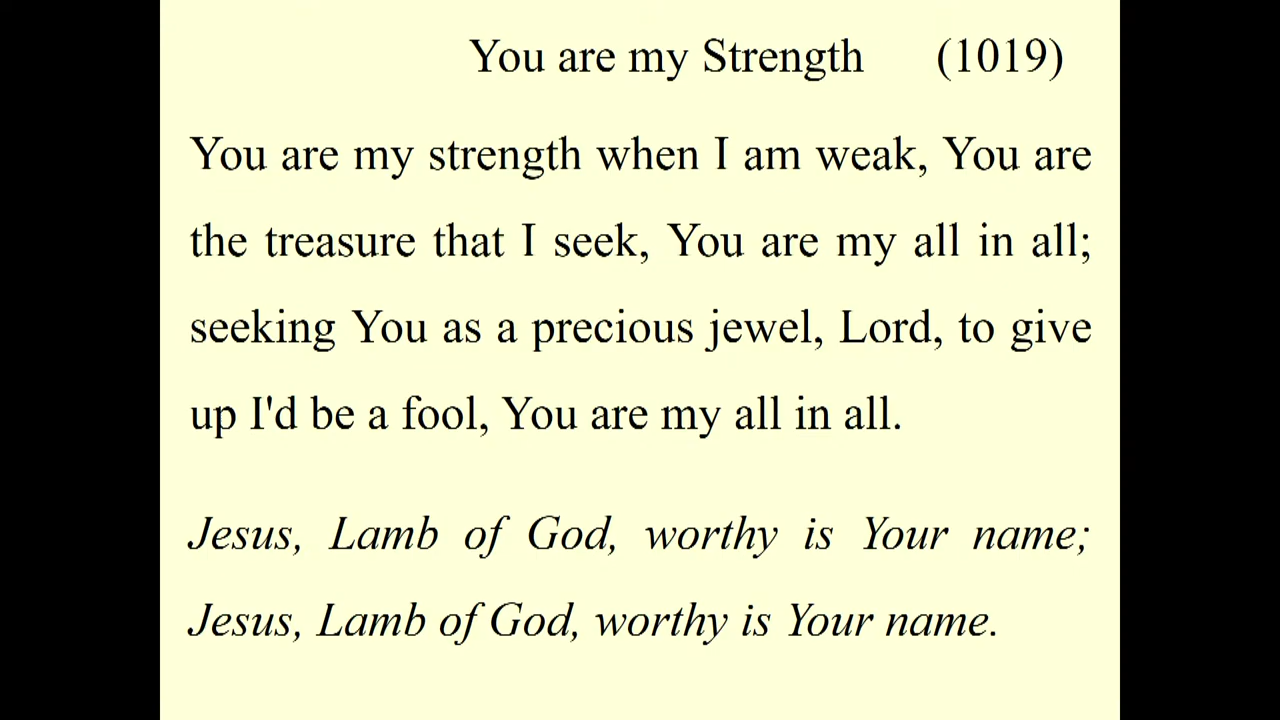 You are my Strength (1019)
You are my strength when I am weak, You are
the treasure that I seek, You are my all in all;
seeking You as a precious jewel, Lord, to give
up I'd be a fool, You are my all in all.
Jesus, Lamb of God, worthy is Your name;
Jesus, Lamb of God, worthy is Your name.